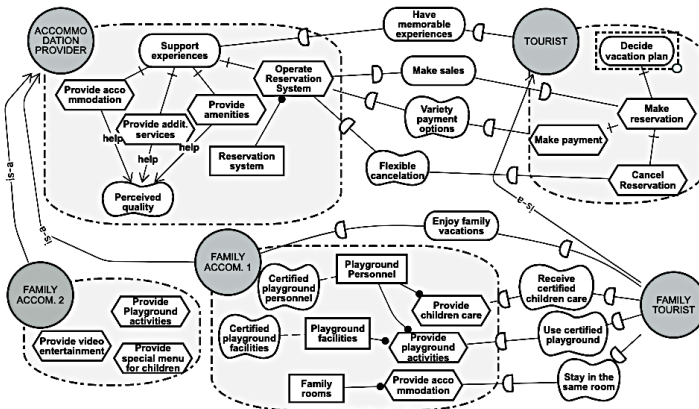 ACCOMMO
DATION
PROVIDER
Support
experiences
Have
memorable
experiences
TOURIST
Decide
vacation plan
Provide acco
mmodation
Provide addit.
services
Provide
amenities
Operate
Reservation
System
Make sales
Make
reservation
Variety
payment
options
Make payment
help
help
help
Reservation
system
Flexible
cancelation
Cancel
Reservation
Perceived
quality
is-a
is-a
is-a
Enjoy family
vacations
FAMILY
ACCOM. 1
FAMILY
ACCOM. 2
FAMILY
TOURIST
Certified
playground
personnel
Playground
Personnel
Receive
certified
children care
Provide
Playground
activities
Provide
children care
Provide video
entertainment
Provide
special menu
for children
Certified
playground
facilities
Playground
facilities
Provide
playground
activities
Use certified
playground
Family
rooms
Provide acco
mmodation
Stay in the
same room